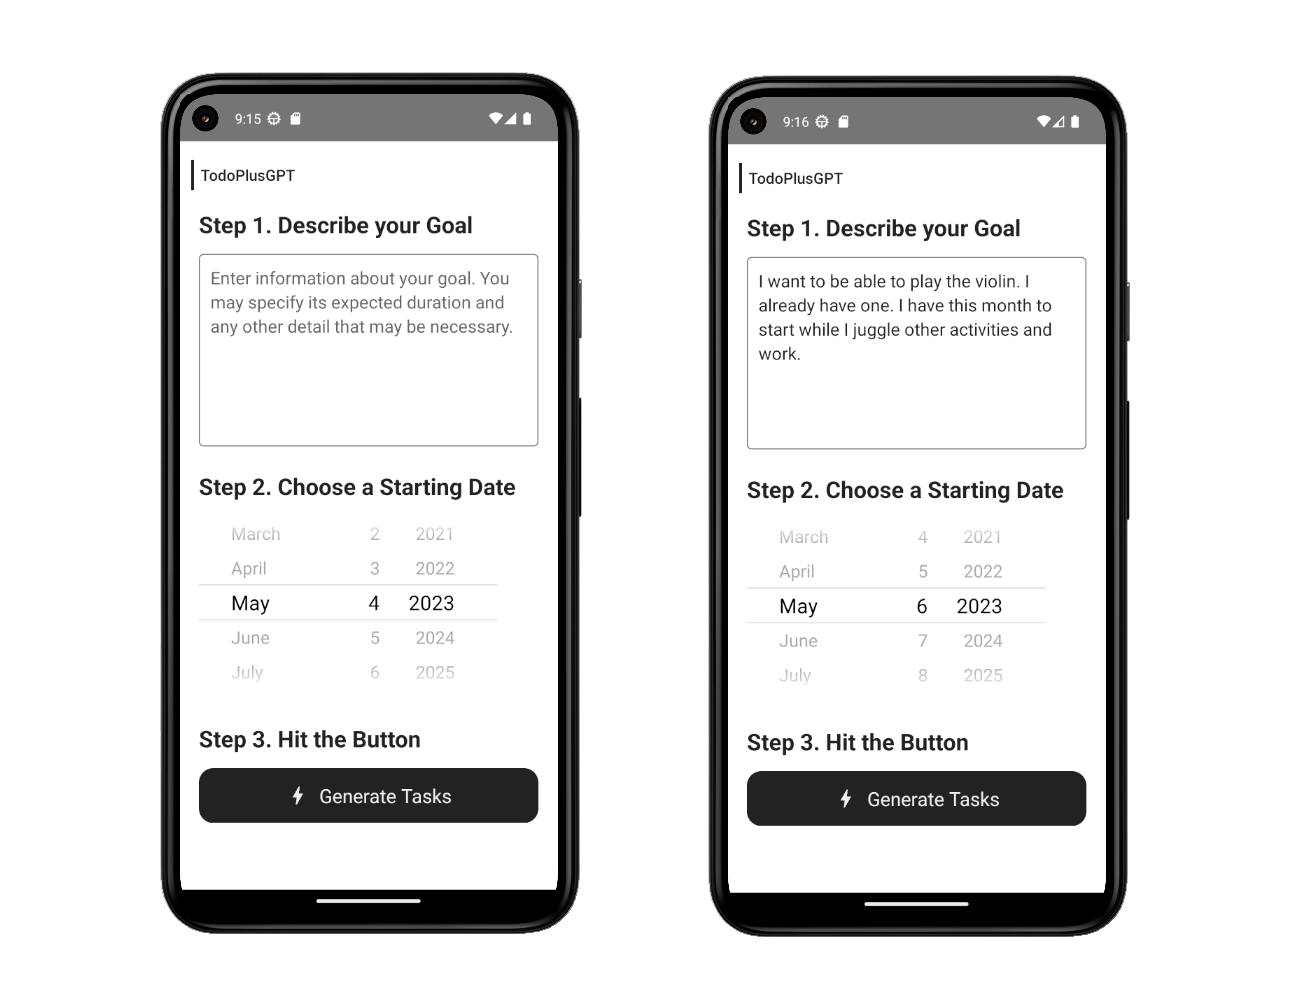 9:15
TodoPlusGPT
Step 1. Describe your Goal
Enter information about your goal. You
may specify its expected duration and
any other detail that may be necessary.
Step 2. Choose a Starting Date
March 2 2021
April 3 2022
May 4 2023
June 5 2024
July 6 2025
Step 3. Hit the Button
Generate Tasks
9:16
TodoPlusGPT
Step 1. Describe your Goal
I want to be able to play the violin. I
already have one. I have this month to
start while I juggle other activities and
work.
Step 2. Choose a Starting Date
March 4 2021
April 5 2022
May 6 2023
June 7 2024
July 8 2025
Step 3. Hit the Button
Generate Tasks